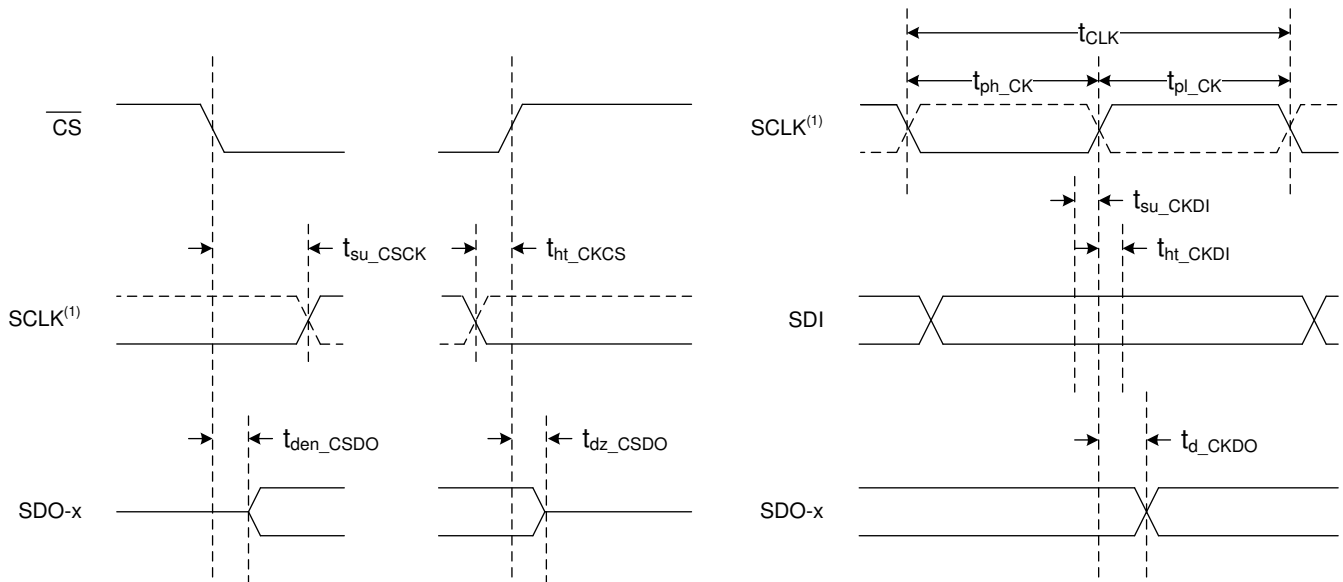 t_CLK
t_ph_CK t_pl_CK
CS SCLK(1)
t_su_CKDI
t_su_CSCK t_ht_CKCS t_ht_CKDI
SCLK(1) SDI
t_den_CSDO t_dz_CSDO t_d_CKDO
SDO-x SDO-x